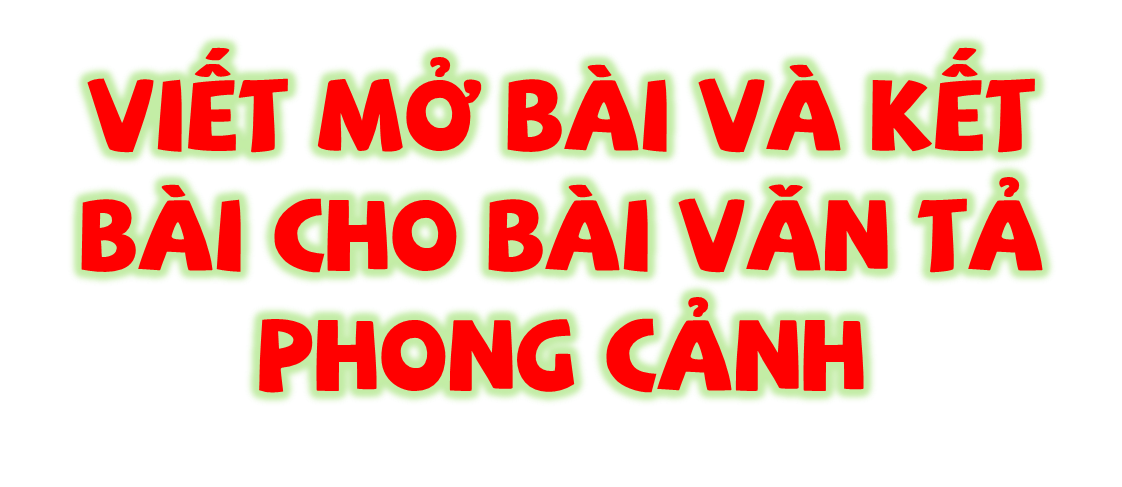 VIẾT MỞ BÀI VÀ KẾT
BÀI CHO BÀI VĂN TẢ
PHONG CẢNH